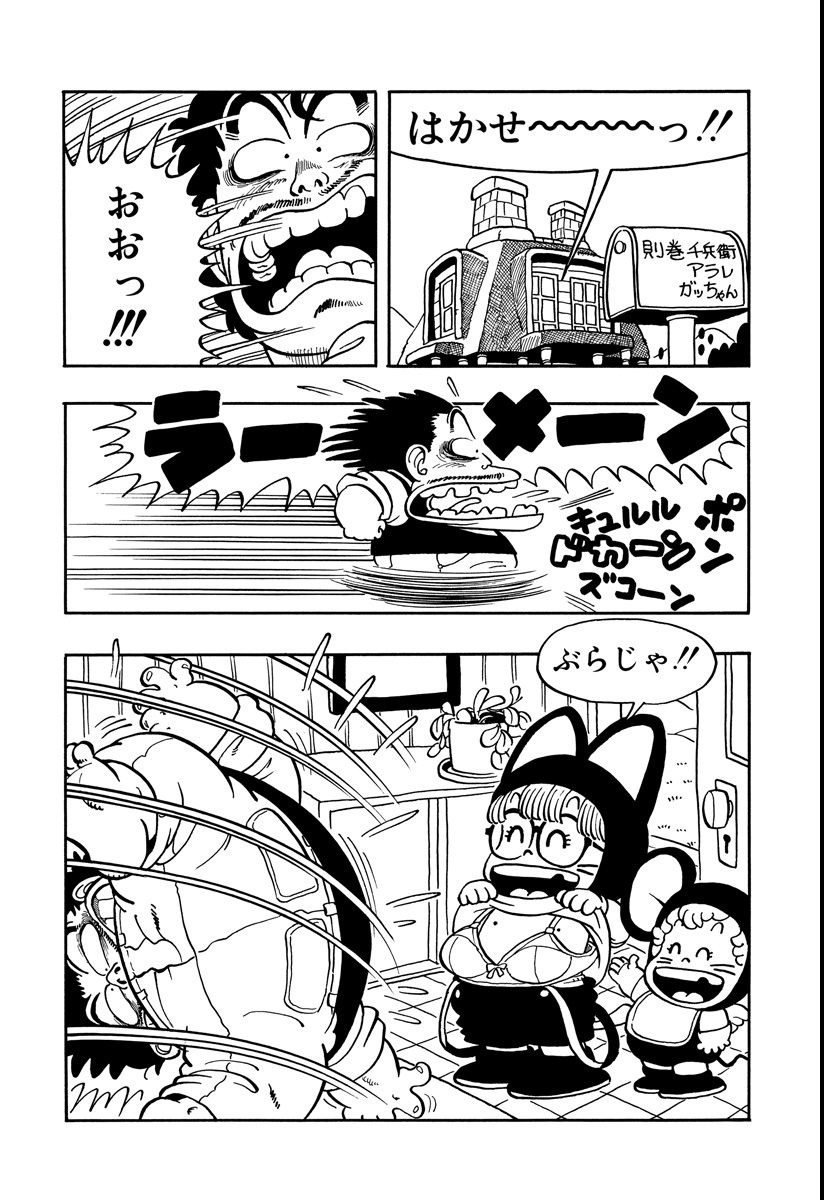 はかせ〜〜〜〜〜っ!!
則巻千兵衛
アラレ
ガッちゃん
おおっ!!!
ラーメーン
ポン
キュルル
ドカーン
ズコーン
ぶらじゃ!!